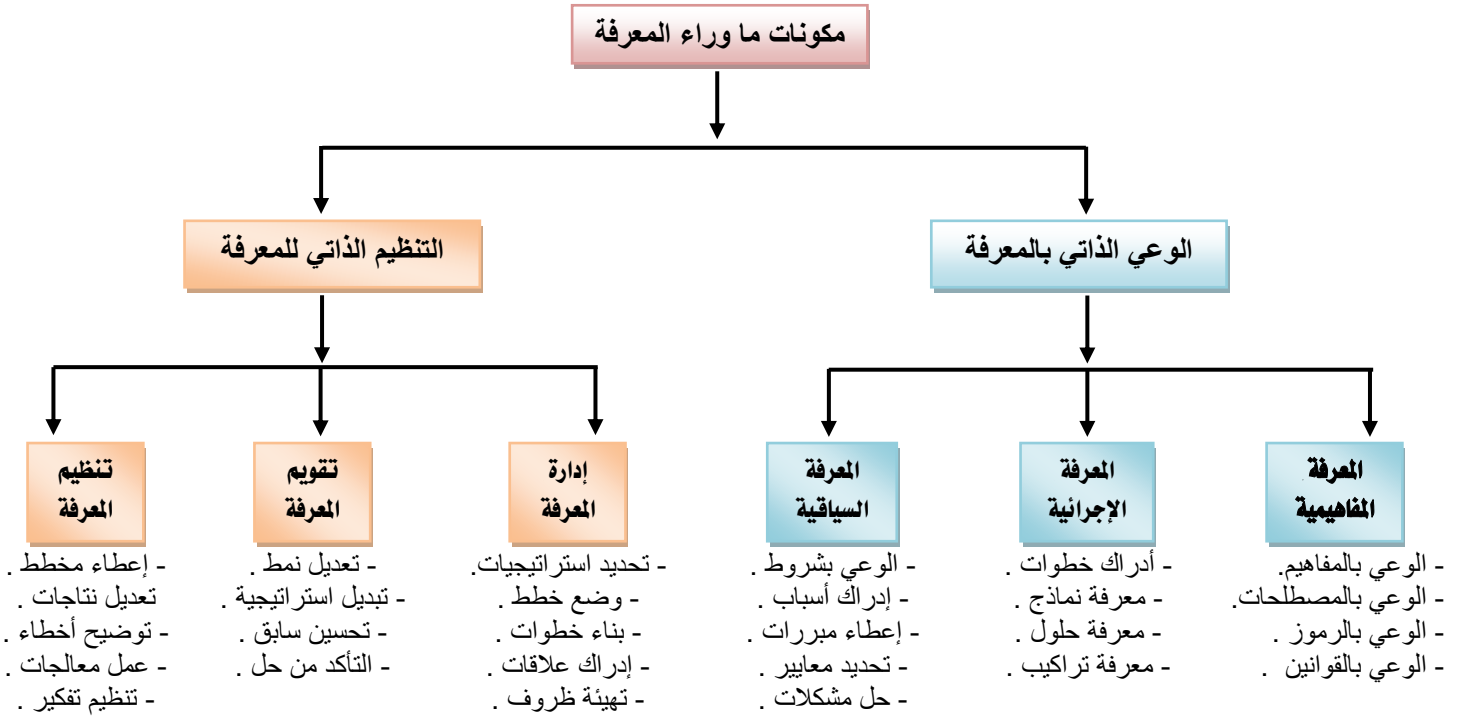 مكونات ما وراء المعرفة
الوعي الذاتي بالمعرفة
التنظيم الذاتي للمعرفة
المعرفة
المفاهيمية
- الوعي بالمفاهيم.
- الوعي بالمصطلحات.
- الوعي بالرموز .
- الوعي بالقوانين .
المعرفة
الإجرائية
- أدراك خطوات .
- معرفة نماذج .
- معرفة حلول .
- معرفة تراكيب .
المعرفة
السياقية
- الوعي بشروط .
- إدراك أسباب .
- إعطاء مبررات .
- تحديد معايير .
- حل مشكلات .
إدارة
المعرفة
- تحديد استراتيجيات.
- وضع خطط .
- بناء خطوات .
- إدراك علاقات .
- تهيئة ظروف .
تقويم
المعرفة
- تعديل نمط .
- تبديل استراتيجية .
- تحسين سابق .
- التأكد من حل .
تنظيم
المعرفة
- إعطاء مخطط .
تعديل نتاجات .
- توضيح أخطاء .
- عمل معالجات .
- تنظيم تفكير .